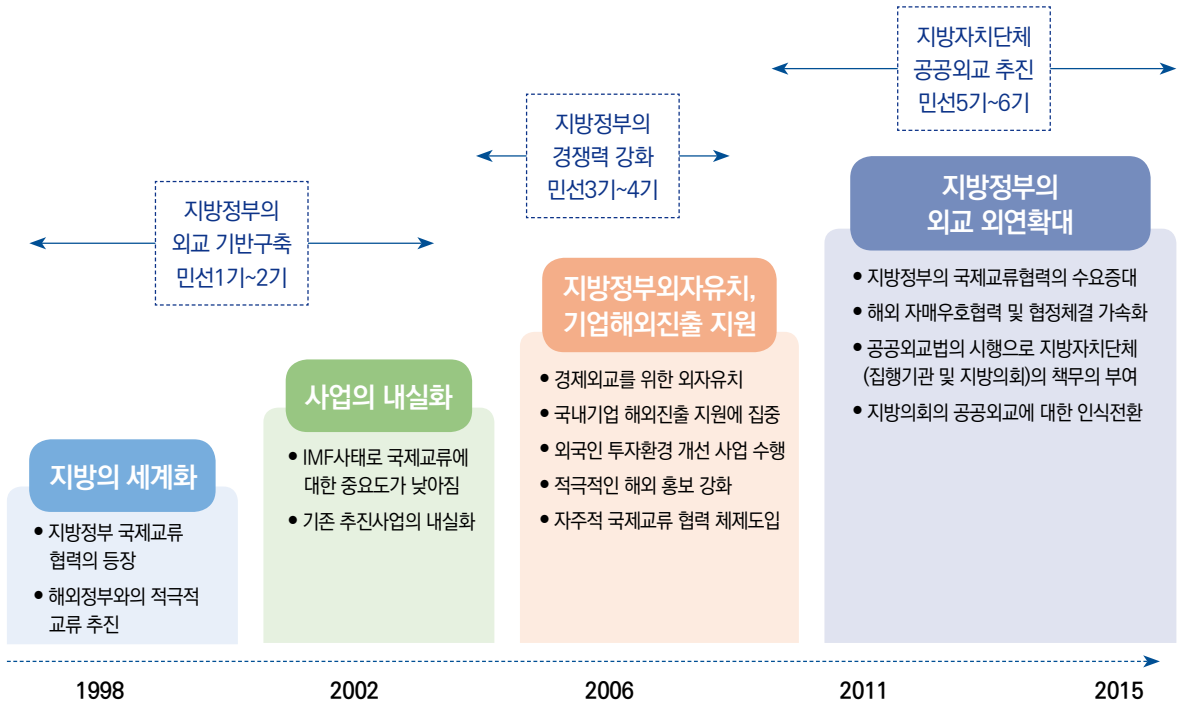 지방자치단체
공공외교 추진
민선5기~6기
지방정부의
경쟁력 강화
민선3기~4기
지방정부의
외교 기반구축
민선1기~2기
지방의 세계화
• 지방정부 국제교류
협력의 등장
• 해외정부와의 적극적
교류 추진
사업의 내실화
• IMF사태로 국제교류에
대한 중요도가 낮아짐
• 기존 추진사업의 내실화
지방정부외자유치,
기업해외진출 지원
• 경제외교를 위한 외자유치
• 국내기업 해외진출 지원에 집중
• 외국인 투자환경 개선 사업 수행
• 적극적인 해외 홍보 강화
• 자주적 국제교류 협력 체제도입
지방정부의
외교 외연확대
• 지방정부의 국제교류협력의 수요증대
• 해외 자매우호협력 및 협정체결 가속화
• 공공외교법의 시행으로 지방자치단체
(집행기관 및 지방의회)의 책무의 부여
• 지방의회의 공공외교에 대한 인식전환
1998
2002
2006
2011
2015